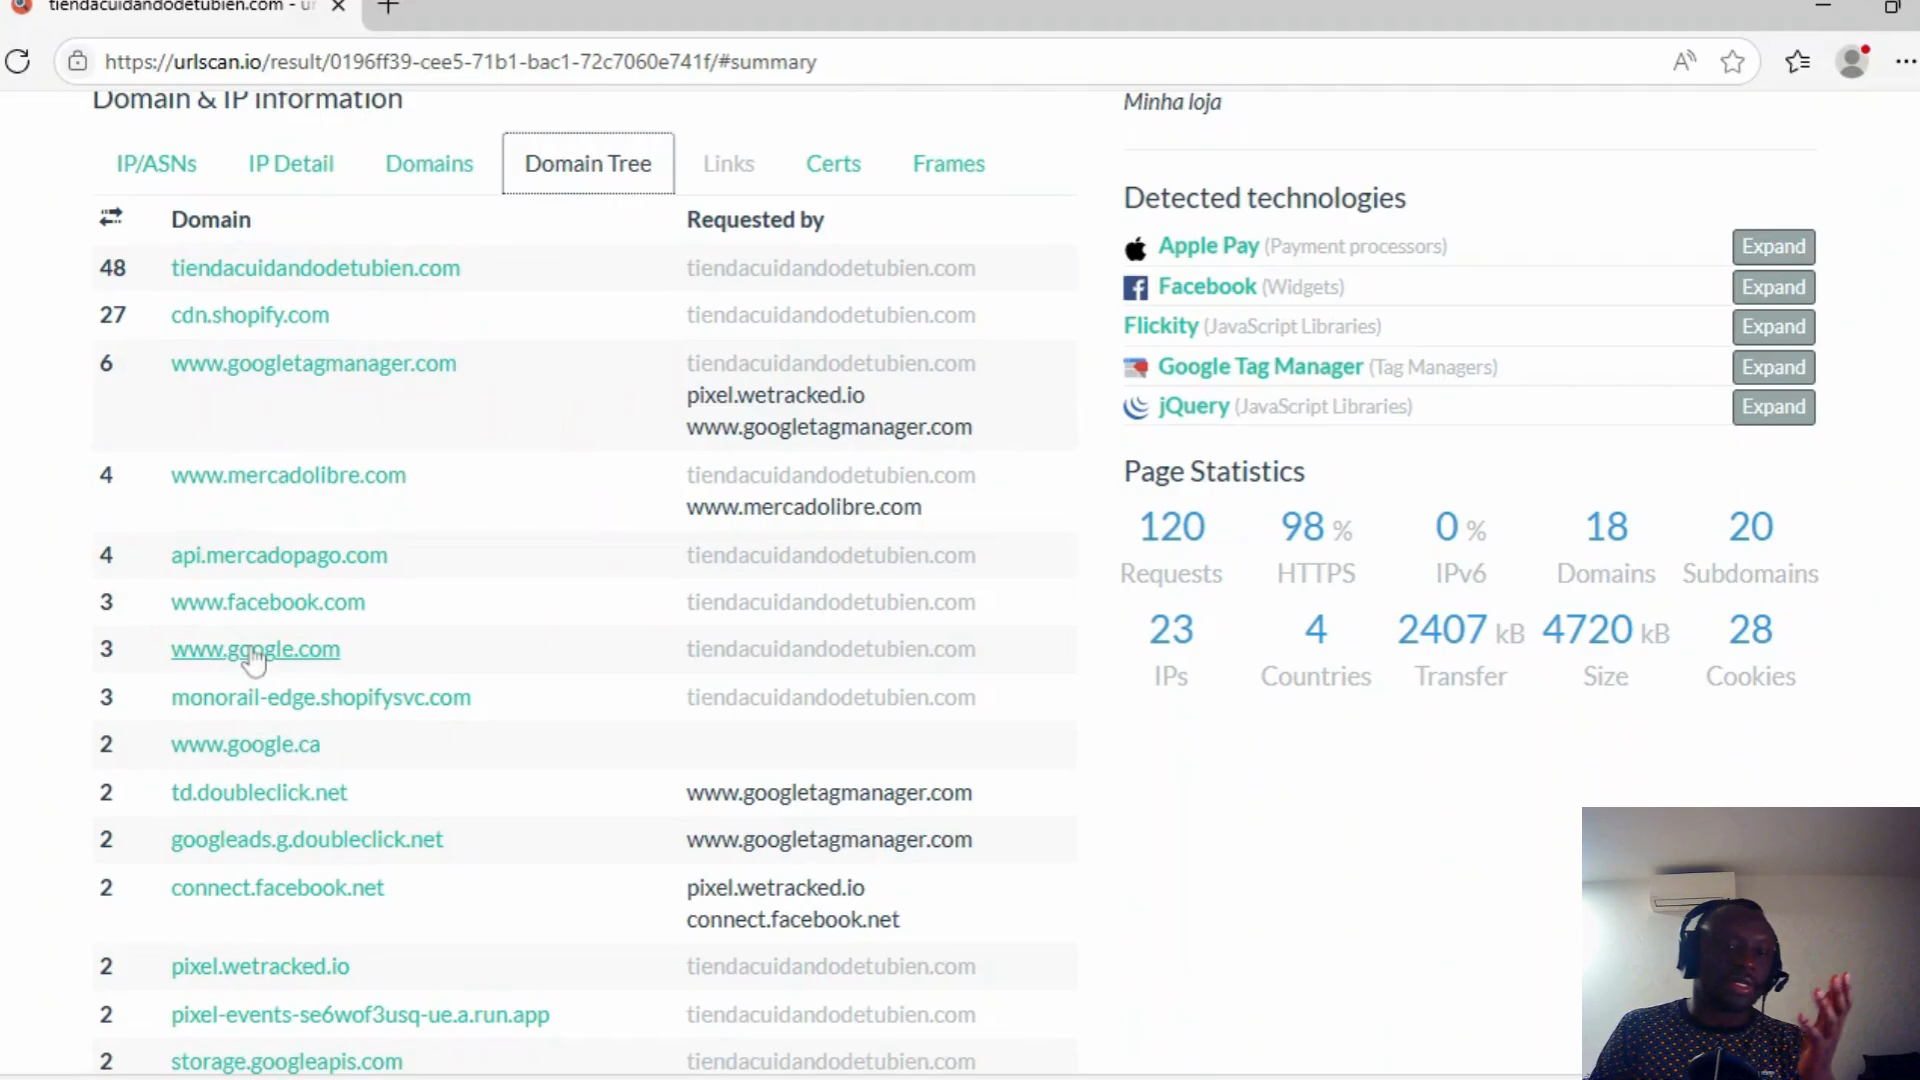 tiendacuidandodetubien.com - ur
https://urlscan.io/result/0196ff39-cee5-71b1-bac1-72c7060e741f/#summary
Domain & IP information
IP/ASNs IP Detail Domains Domain Tree Links Certs Frames
Domain Requested by
48 tiendacuidandodetubien.com tiendacuidandodetubien.com
27 cdn.shopify.com tiendacuidandodetubien.com
6 www.googletagmanager.com tiendacuidandodetubien.com
pixel.wetracked.io
www.googletagmanager.com
4 www.mercadolibre.com tiendacuidandodetubien.com
www.mercadolibre.com
4 api.mercadopago.com tiendacuidandodetubien.com
3 www.facebook.com tiendacuidandodetubien.com
3 www.google.com tiendacuidandodetubien.com
3 monorail-edge.shopifysvc.com tiendacuidandodetubien.com
2 www.google.ca
2 td.doubleclick.net www.googletagmanager.com
2 googleads.g.doubleclick.net www.googletagmanager.com
2 connect.facebook.net pixel.wetracked.io
connect.facebook.net
2 pixel.wetracked.io tiendacuidandodetubien.com
2 pixel-events-se6wof3usq-ue.a.run.app tiendacuidandodetubien.com
2 storage.googleapis.com tiendacuidandodetubien.com
Minha loja
Detected technologies
Apple Pay (Payment processors) Expand
Facebook (Widgets) Expand
Flickity (JavaScript Libraries) Expand
Google Tag Manager (Tag Managers) Expand
jQuery (JavaScript Libraries) Expand
Page Statistics
120 98 % 0 % 18 20
Requests HTTPS IPv6 Domains Subdomains
23 4 2407 kB 4720 kB 28
IPs Countries Transfer Size Cookies